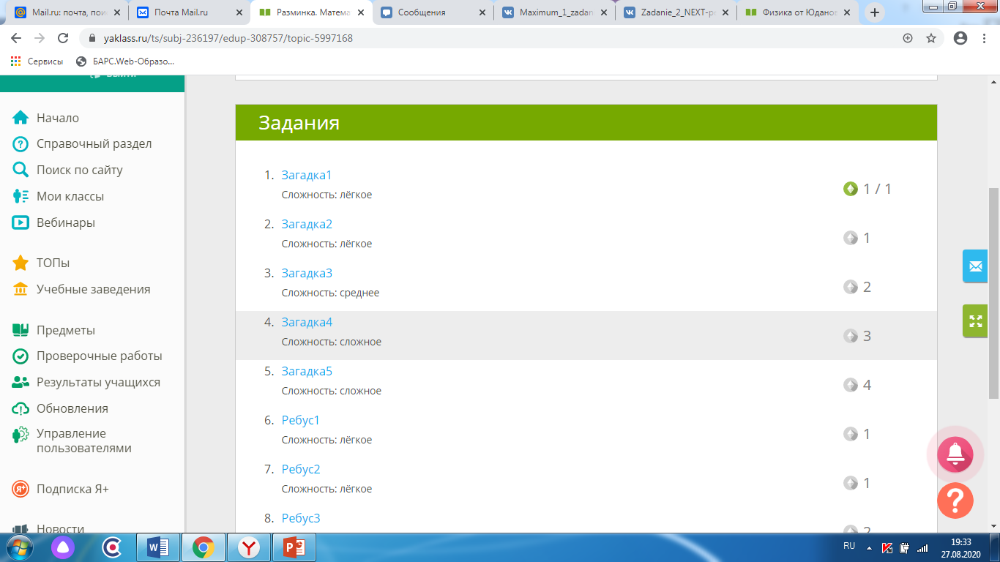 Mail.ru: почта, пои
Почта Mail.ru
Разминка. Матема
Сообщения
Maximum_1_zadan
Zadanie_2_NEXT-р
Физика от Юданов
yaklass.ru/ts/subj-236197/edup-308757/topic-5997168
Сервисы
БАРС.Web-Образо...
Начало
Справочный раздел
Поиск по сайту
Мои классы
Вебинары
ТОПы
Учебные заведения
Предметы
Проверочные работы
Результаты учащихся
Обновления
Управление
пользователями
Я+
Подписка Я+
Новости
Задания
1. Загадка1
Сложность: лёгкое
1 / 1
2. Загадка2
Сложность: лёгкое
1
3. Загадка3
Сложность: среднее
2
4. Загадка4
Сложность: сложное
3
5. Загадка5
Сложность: сложное
4
6. Ребус1
Сложность: лёгкое
1
7. Ребус2
Сложность: лёгкое
1
8. Ребус3
2
RU
19:33
27.08.2020